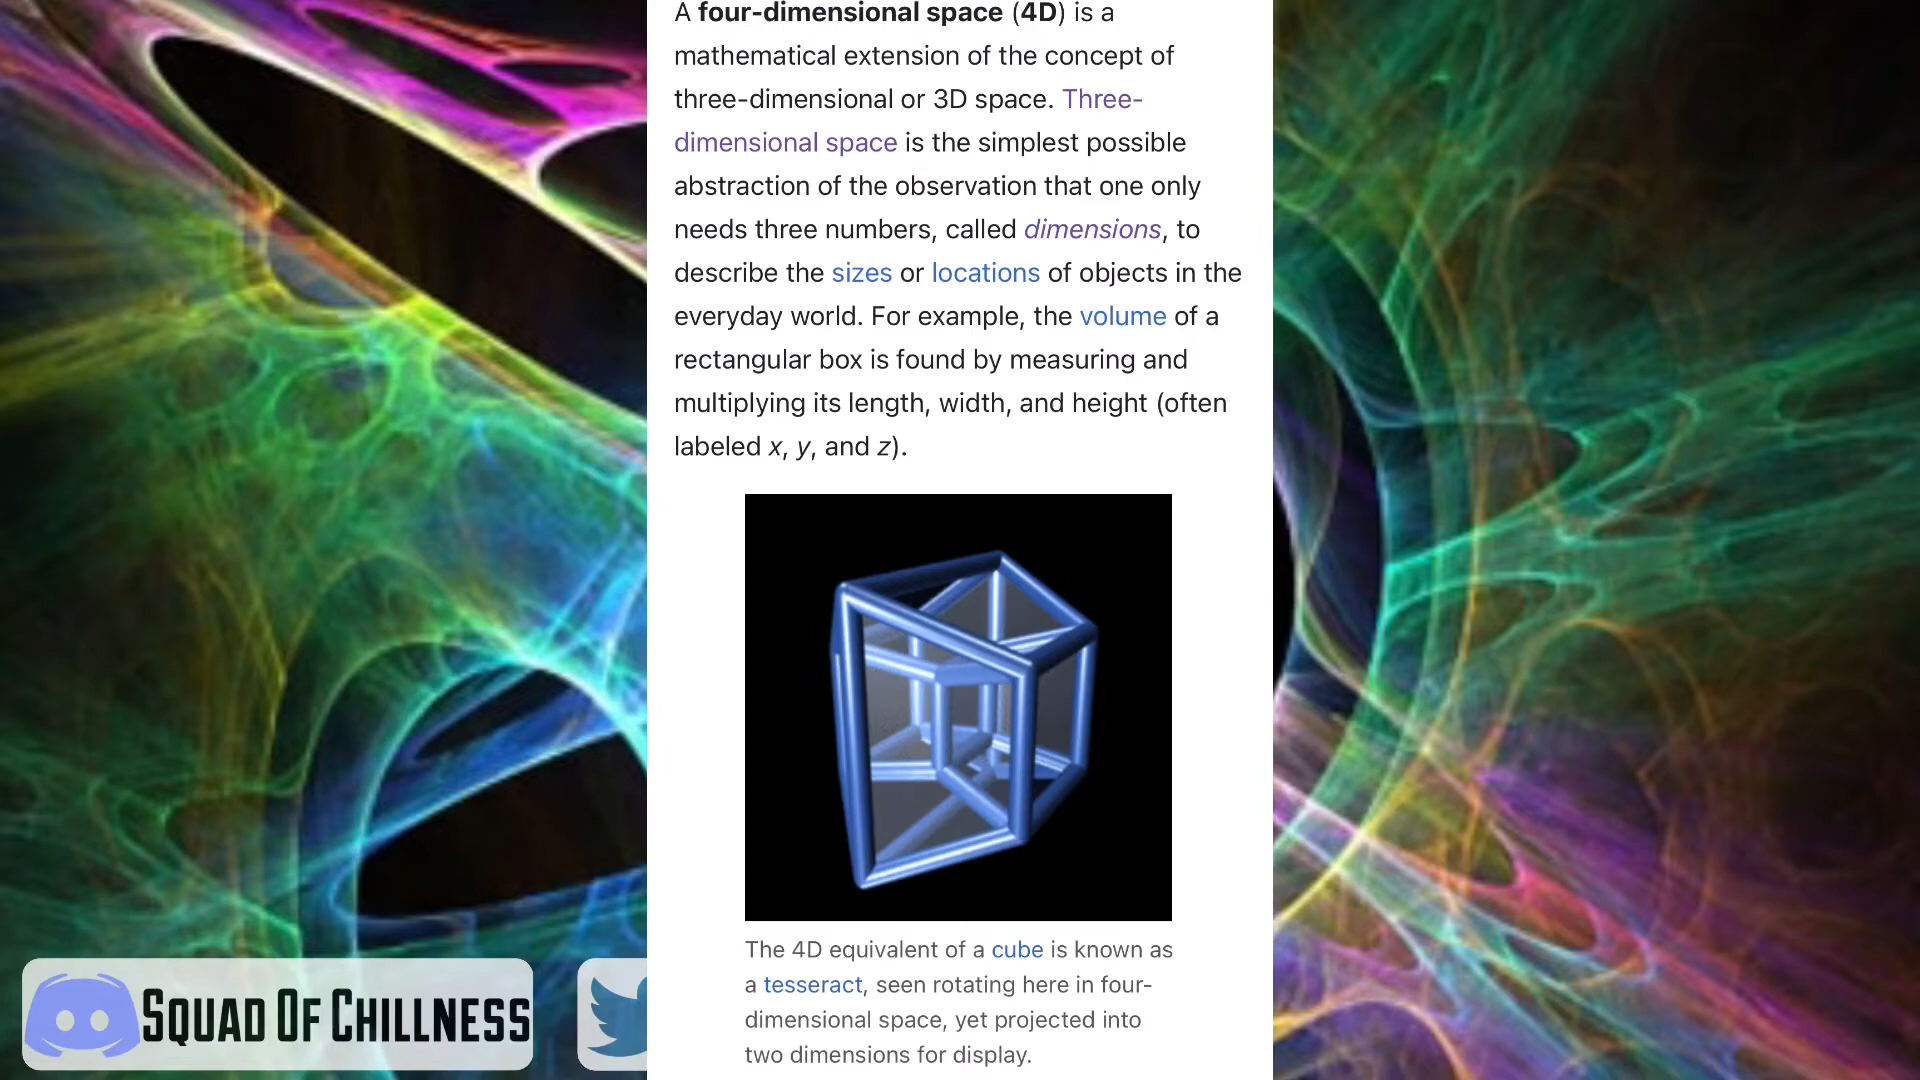 A four-dimensional space (4D) is a
mathematical extension of the concept of
three-dimensional or 3D space. Three-
dimensional space is the simplest possible
abstraction of the observation that one only
needs three numbers, called dimensions, to
describe the sizes or locations of objects in the
everyday world. For example, the volume of a
rectangular box is found by measuring and
multiplying its length, width, and height (often
labeled x, y, and z).
The 4D equivalent of a cube is known as
a tesseract, seen rotating here in four-
dimensional space, yet projected into
two dimensions for display.
SQUAD OF CHILLNESS